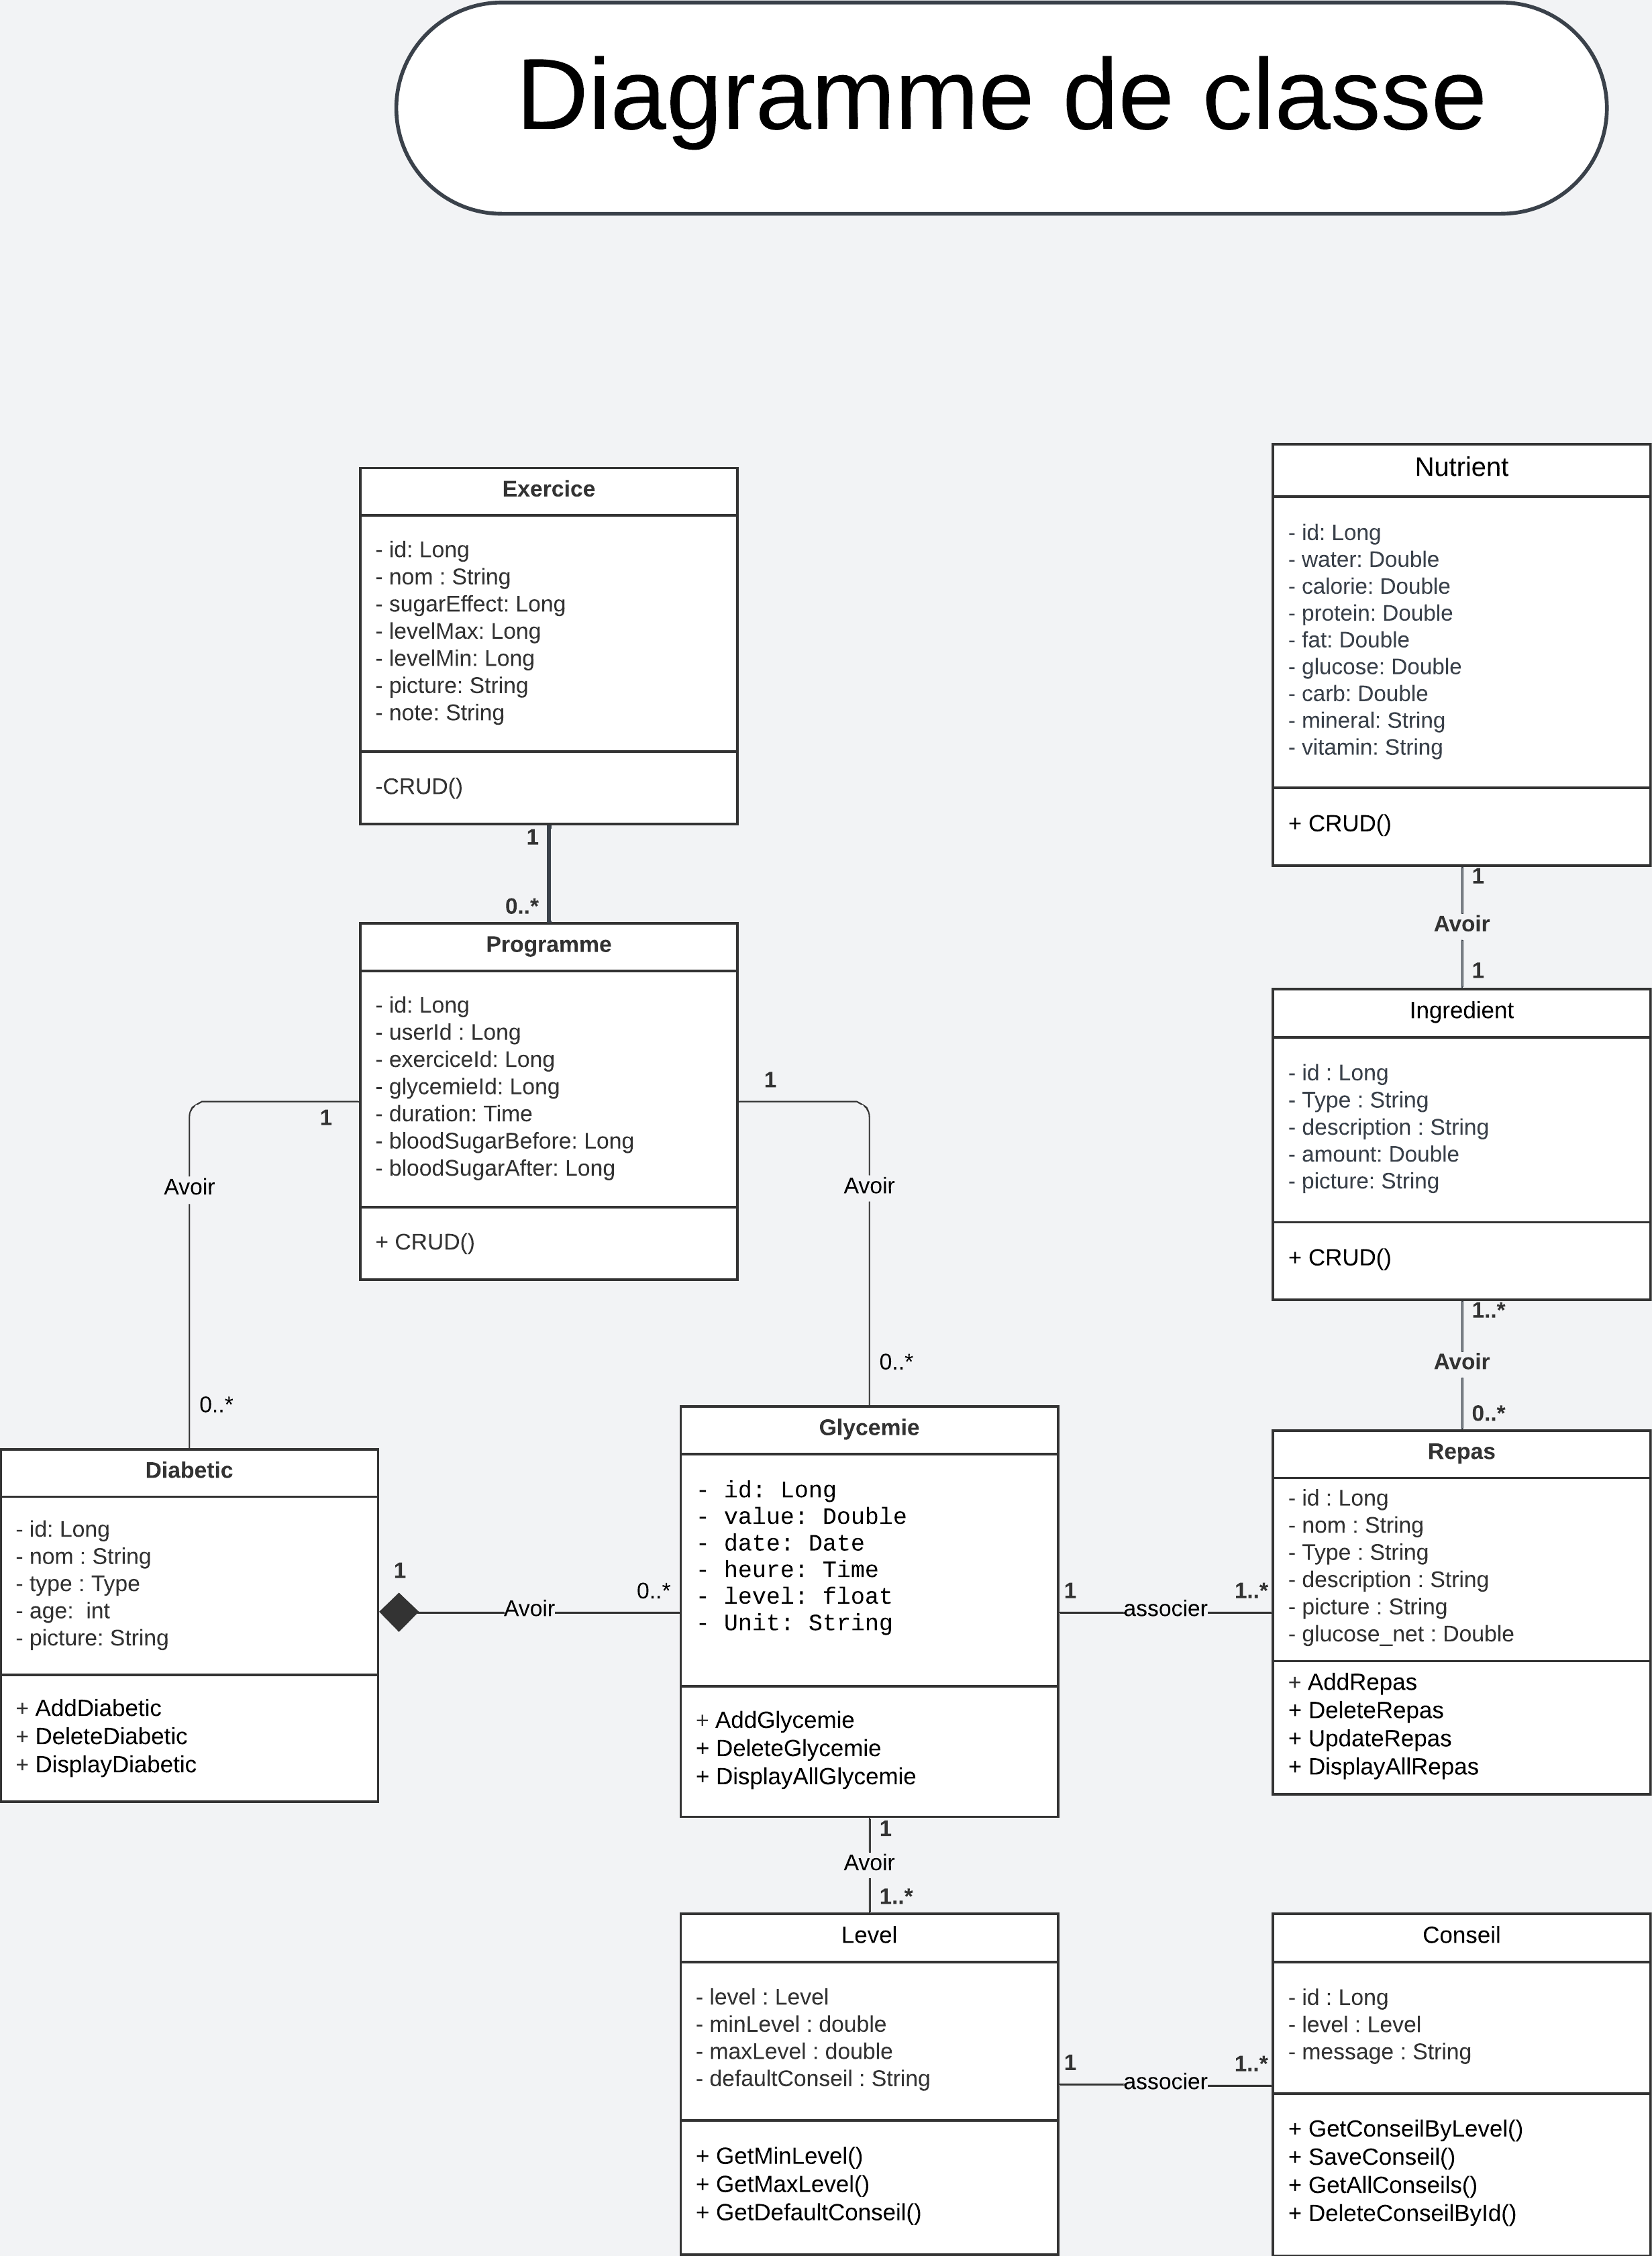 Diagramme de classe
Exercice
- id: Long
- nom : String
- sugarEffect: Long
- levelMax: Long
- levelMin: Long
- picture: String
- note: String
-CRUD()
1
0..*
Programme
- id: Long
- userId : Long
- exerciceId: Long
- glycemieId: Long
- duration: Time
- bloodSugarBefore: Long
- bloodSugarAfter: Long
+ CRUD()
1
Avoir
0..*
1
Avoir
0..*
Nutrient
- id: Long
- water: Double
- calorie: Double
- protein: Double
- fat: Double
- glucose: Double
- carb: Double
- mineral: String
- vitamin: String
+ CRUD()
1
Avoir
1
Ingredient
- id : Long
- Type : String
- description : String
- amount: Double
- picture: String
+ CRUD()
1..*
Avoir
0..*
Diabetic
- id: Long
- nom : String
- type : Type
- age:  int
- picture: String
+ AddDiabetic
+ DeleteDiabetic
+ DisplayDiabetic
1
Avoir
0..*
Glycemie
- id: Long
- value: Double
- date: Date
- heure: Time
- level: float
- Unit: String
+ AddGlycemie
+ DeleteGlycemie
+ DisplayAllGlycemie
1
associer
1..*
Repas
- id : Long
- nom : String
- Type : String
- description : String
- picture : String
- glucose_net : Double
+ AddRepas
+ DeleteRepas
+ UpdateRepas
+ DisplayAllRepas
1
Avoir
1..*
Level
- level : Level
- minLevel : double
- maxLevel : double
- defaultConseil : String
+ GetMinLevel()
+ GetMaxLevel()
+ GetDefaultConseil()
1
associer
1..*
Conseil
- id : Long
- level : Level
- message : String
+ GetConseilByLevel()
+ SaveConseil()
+ GetAllConseils()
+ DeleteConseilById()